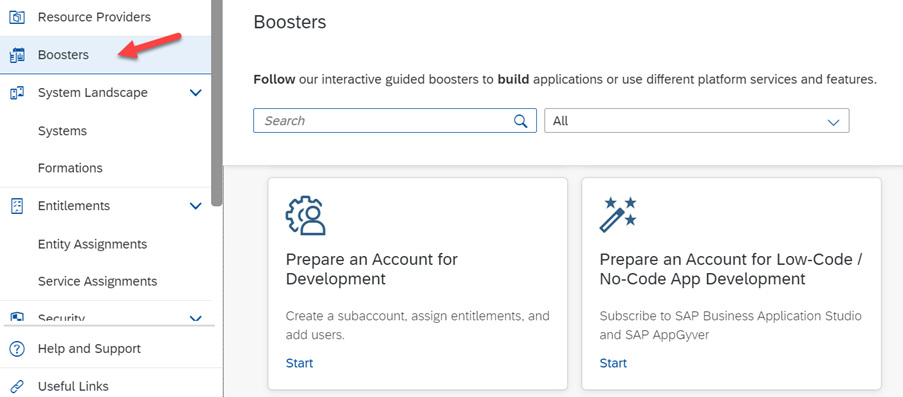 Resource Providers
Boosters
System Landscape
Systems
Formations
Entitlements
Entity Assignments
Service Assignments
Security
Help and Support
Useful Links
Boosters
Follow our interactive guided boosters to build applications or use different platform services and features.
Search
All
Prepare an Account for
Development
Create a subaccount, assign entitlements, and
add users.
Start
Prepare an Account for Low-Code /
No-Code App Development
Subscribe to SAP Business Application Studio
and SAP AppGyver
Start